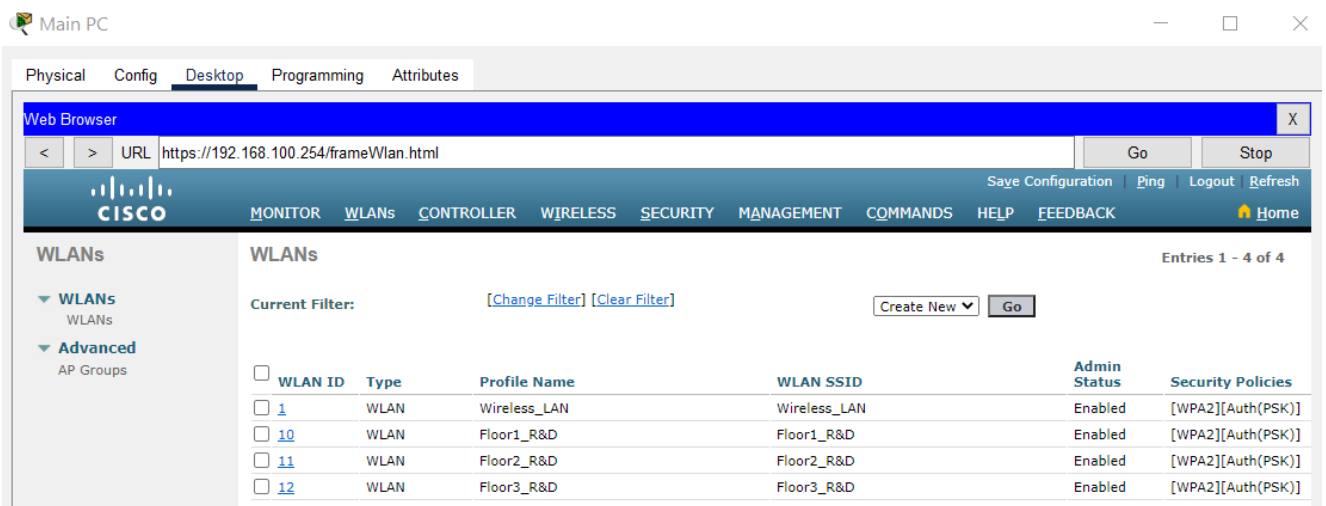 Main PC
Physical Config Desktop Programming Attributes
Web Browser X
< > URL https://192.168.100.254/frameWlan.html Go Stop
Save Configuration | Ping | Logout | Refresh
CISCO MONITOR WLANs CONTROLLER WIRELESS SECURITY MANAGEMENT COMMANDS HELP FEEDBACK Home
WLANs
WLANs
WLANs
Advanced
AP Groups
WLANs Entries 1 - 4 of 4
Current Filter: [Change Filter] [Clear Filter] Create New Go
WLAN ID Type Profile Name WLAN SSID Admin Status Security Policies
1 WLAN Wireless_LAN Wireless_LAN Enabled [WPA2][Auth(PSK)]
10 WLAN Floor1_R&D Floor1_R&D Enabled [WPA2][Auth(PSK)]
11 WLAN Floor2_R&D Floor2_R&D Enabled [WPA2][Auth(PSK)]
12 WLAN Floor3_R&D Floor3_R&D Enabled [WPA2][Auth(PSK)]